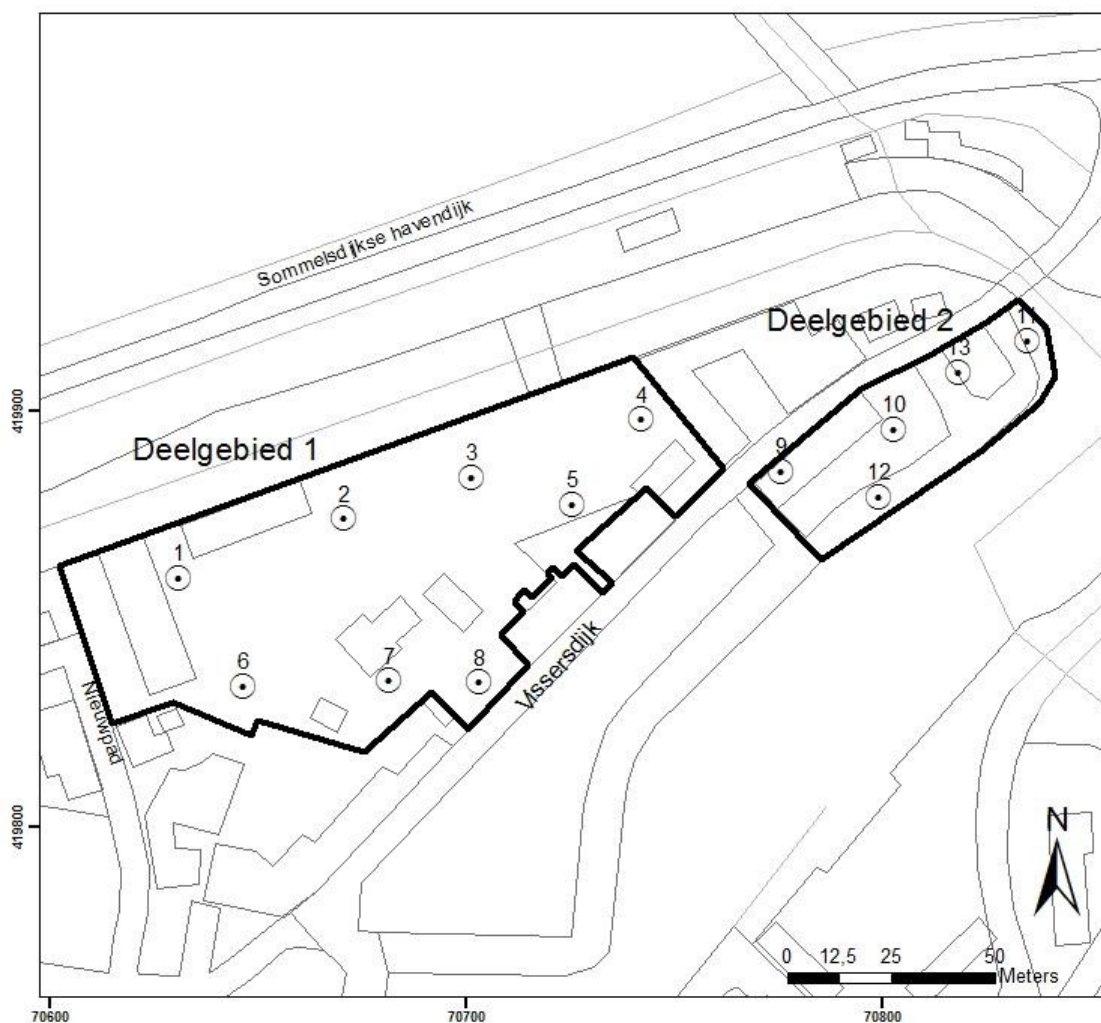 Sommelsdijkse havendijk
Deelgebied 2
11
13
4
10
419900
Deelgebied 1
3
9
5
12
2
1
Vissersdijk
7
8
6
Nieuwpad
N
419800
0 12,5 25 50
Meters
70600 70700 70800